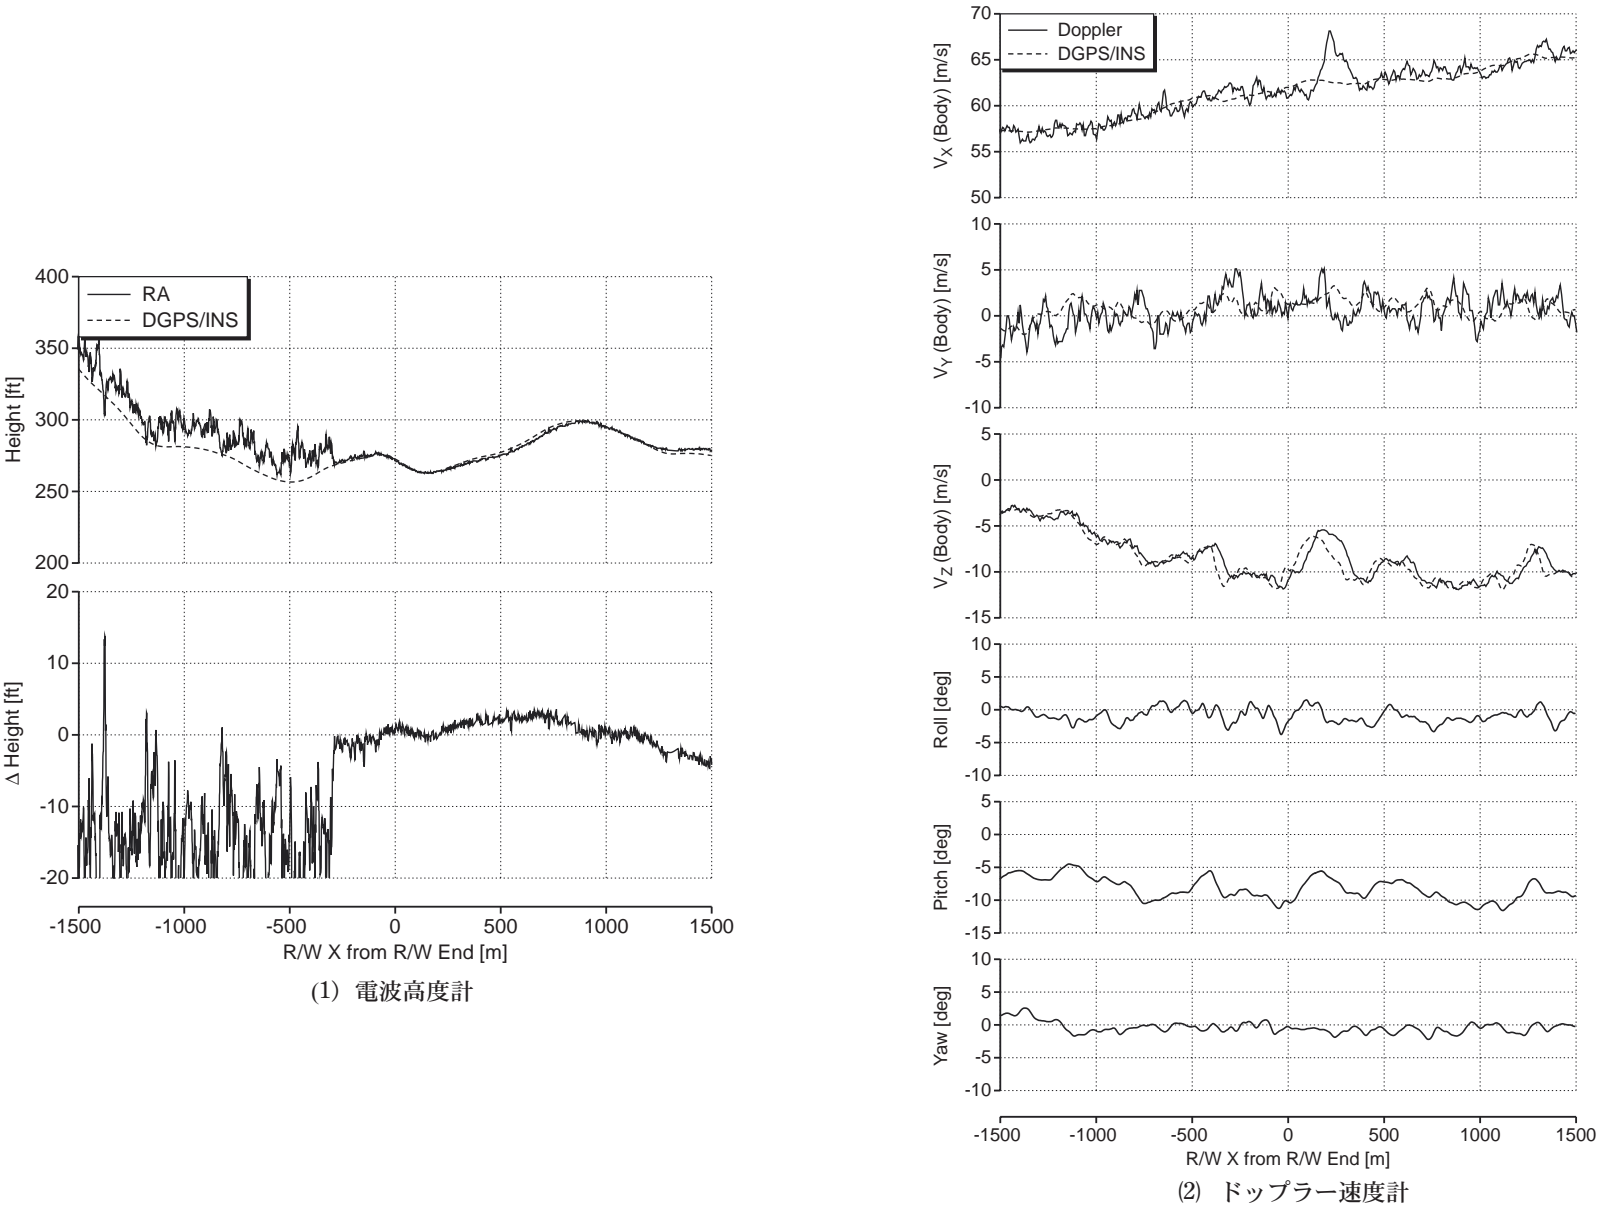 400
350
300
250
200
Height [ft]
RA
DGPS/INS
20
10
0
-10
-20
Δ Height [ft]
-1500 -1000 -500 0 500 1000 1500
R/W X from R/W End [m]
(1) 電波高度計
70
65
60
55
50
VX (Body) [m/s]
Doppler
DGPS/INS
10
5
0
-5
-10
VY (Body) [m/s]
5
0
-5
-10
-15
VZ (Body) [m/s]
10
5
0
-5
-10
Roll [deg]
5
0
-5
-10
-15
Pitch [deg]
10
5
0
-5
-10
Yaw [deg]
-1500 -1000 -500 0 500 1000 1500
R/W X from R/W End [m]
(2) ドップラー速度計